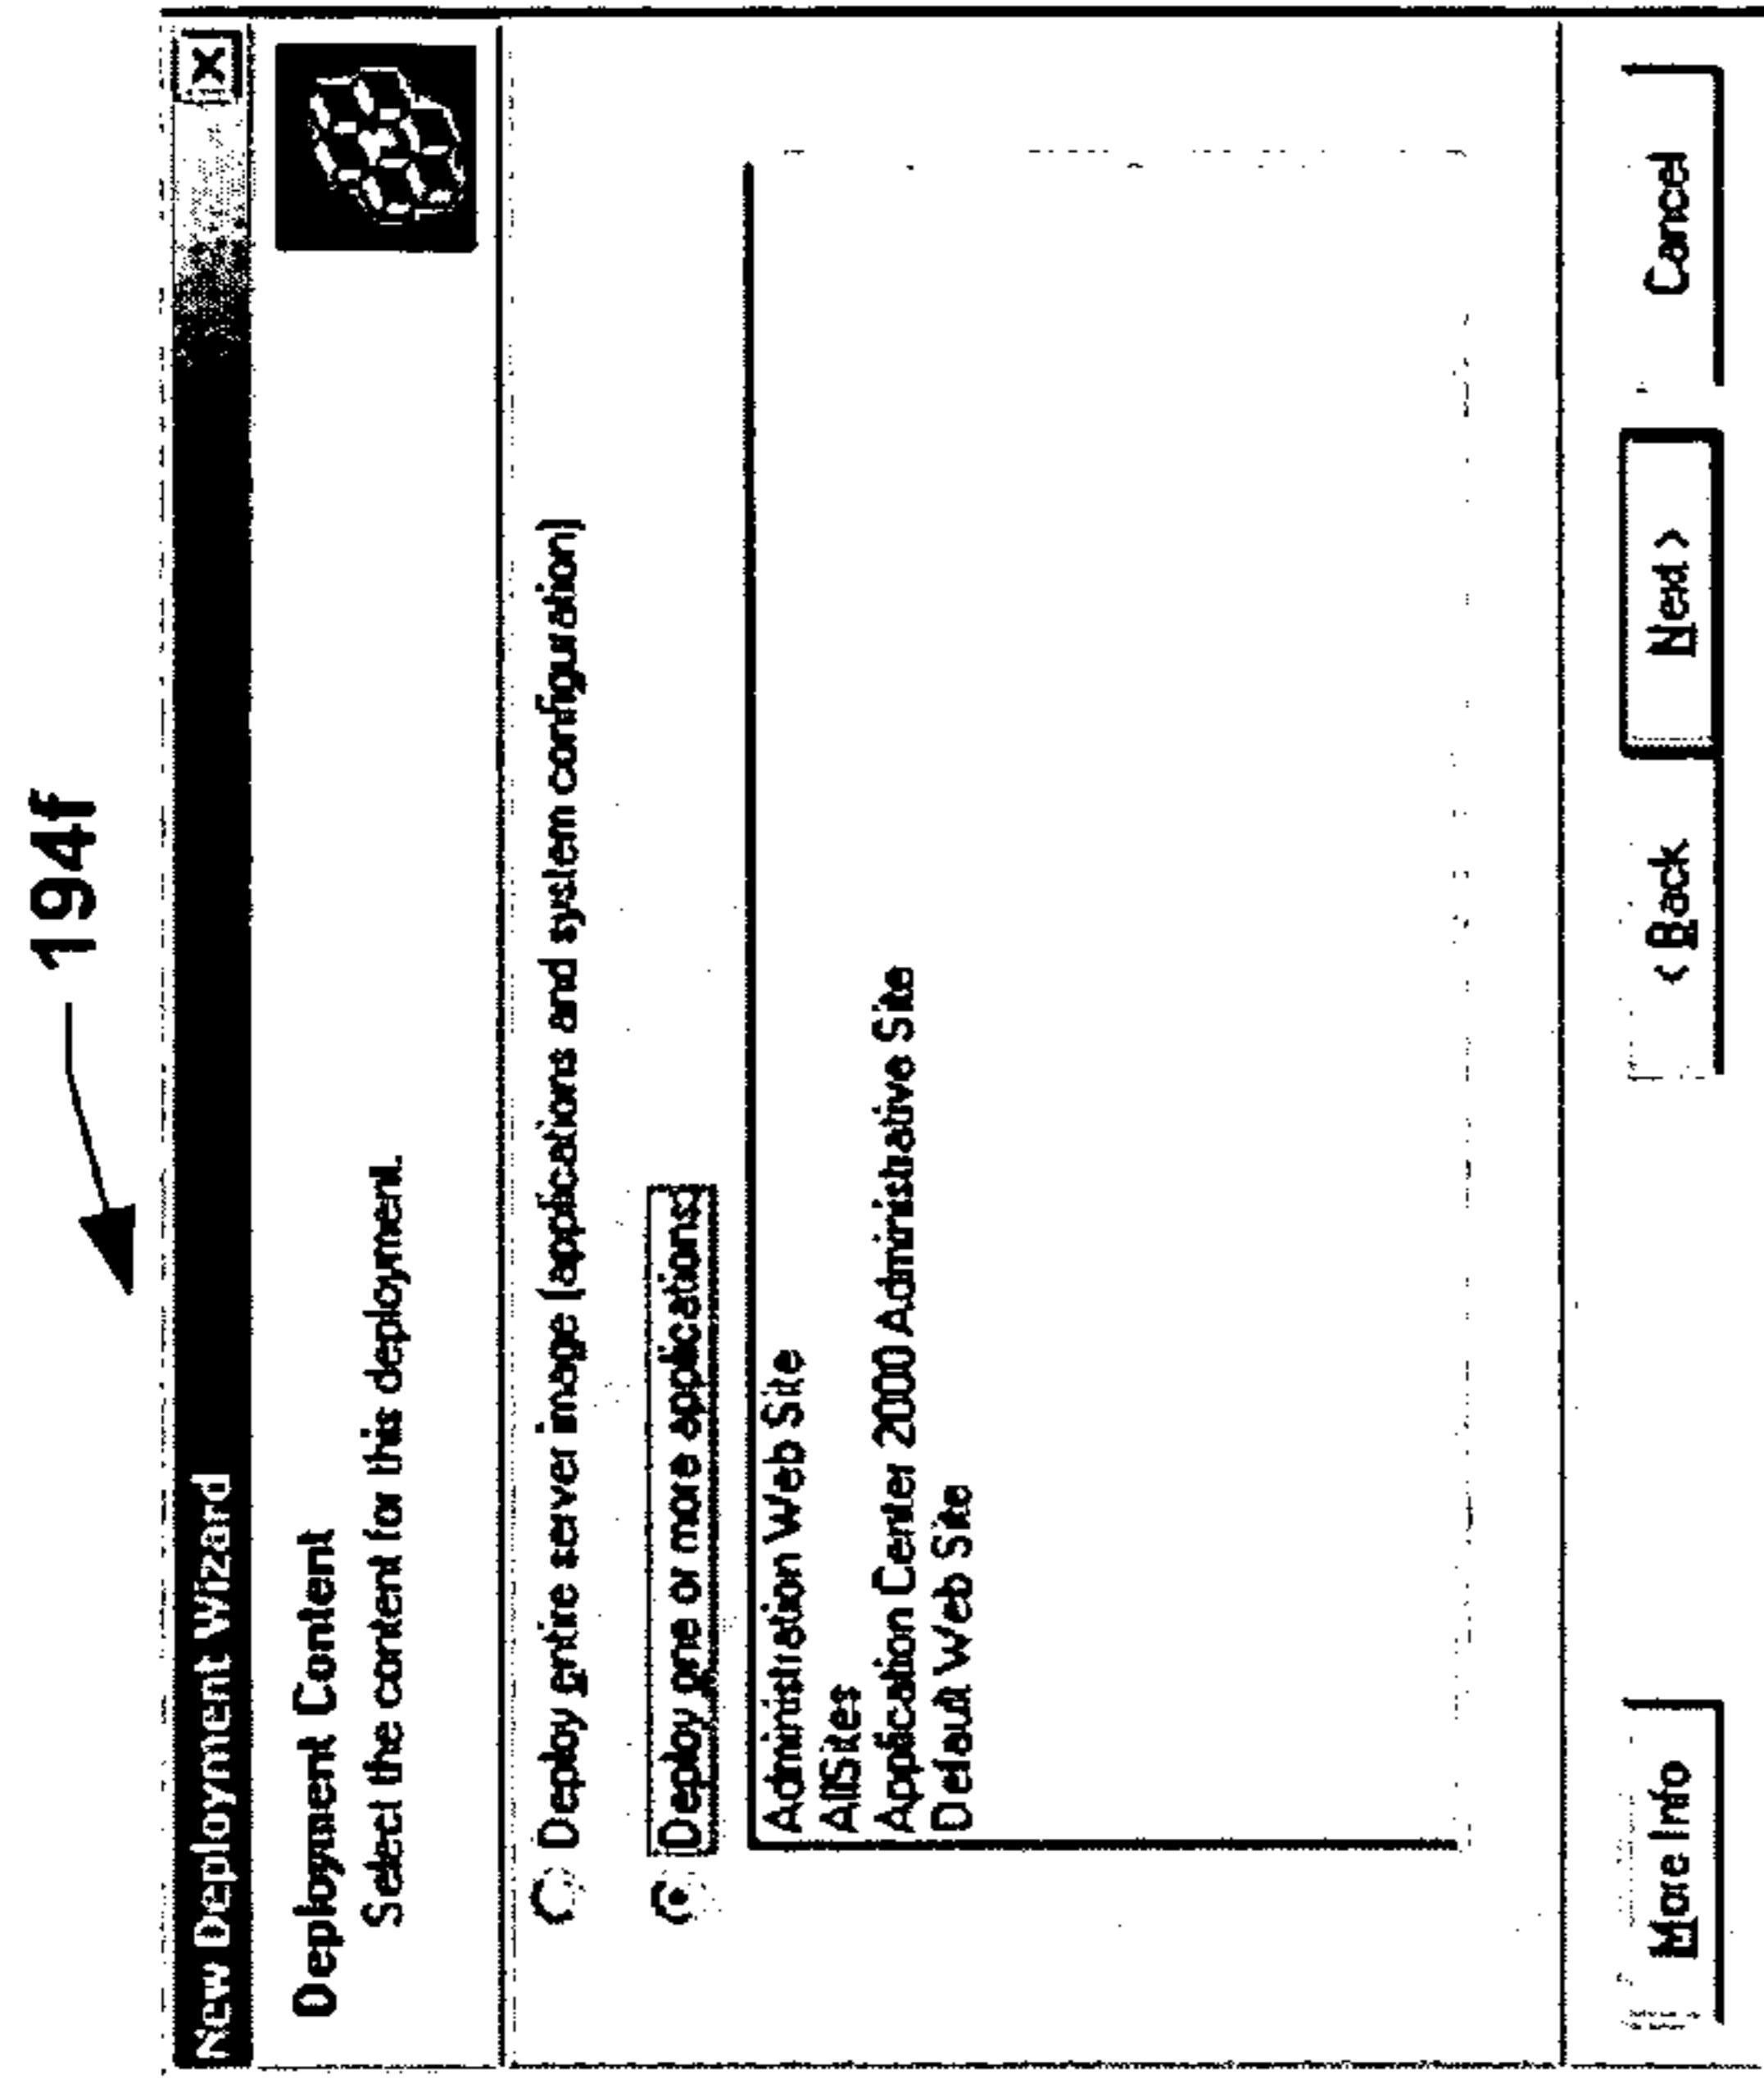 194f
New Deployment Wizard
Deployment Content
Select the content for this deployment.
Deploy entire server image (applications and system configuration)
Deploy one or more applications:
Administration Web Site
AllSites
Application Center 2000 Administrative Site
Default Web Site
More Info
< Back
Next >
Cancel